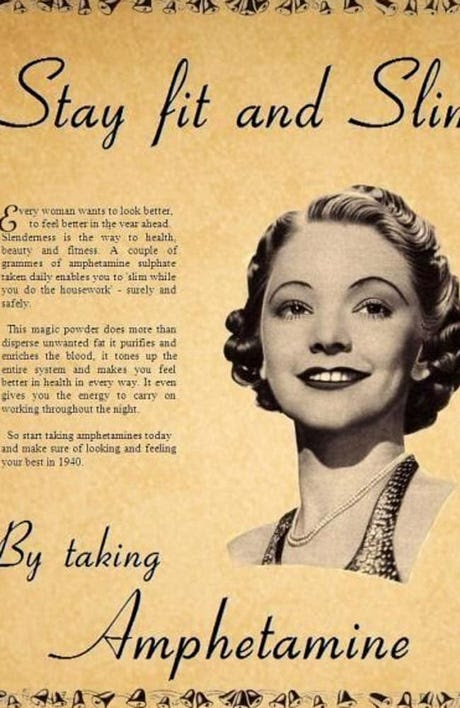 Stay fit and Slim
Every woman wants to look better,
to feel better in the year ahead.
Slenderness is the way to health,
beauty and fitness. A couple of
grammes of amphetamine sulphate
taken daily enables you to 'slim while
you do the housework' - surely and
safely.
This magic powder does more than
disperse unwanted fat it purifies and
enriches the blood, it tones up the
entire system and makes you feel
better in health in every way. It even
gives you the energy to carry on
working throughout the night.
So start taking amphetamines today
and make sure of looking and feeling
your best in 1940.
By taking
Amphetamine